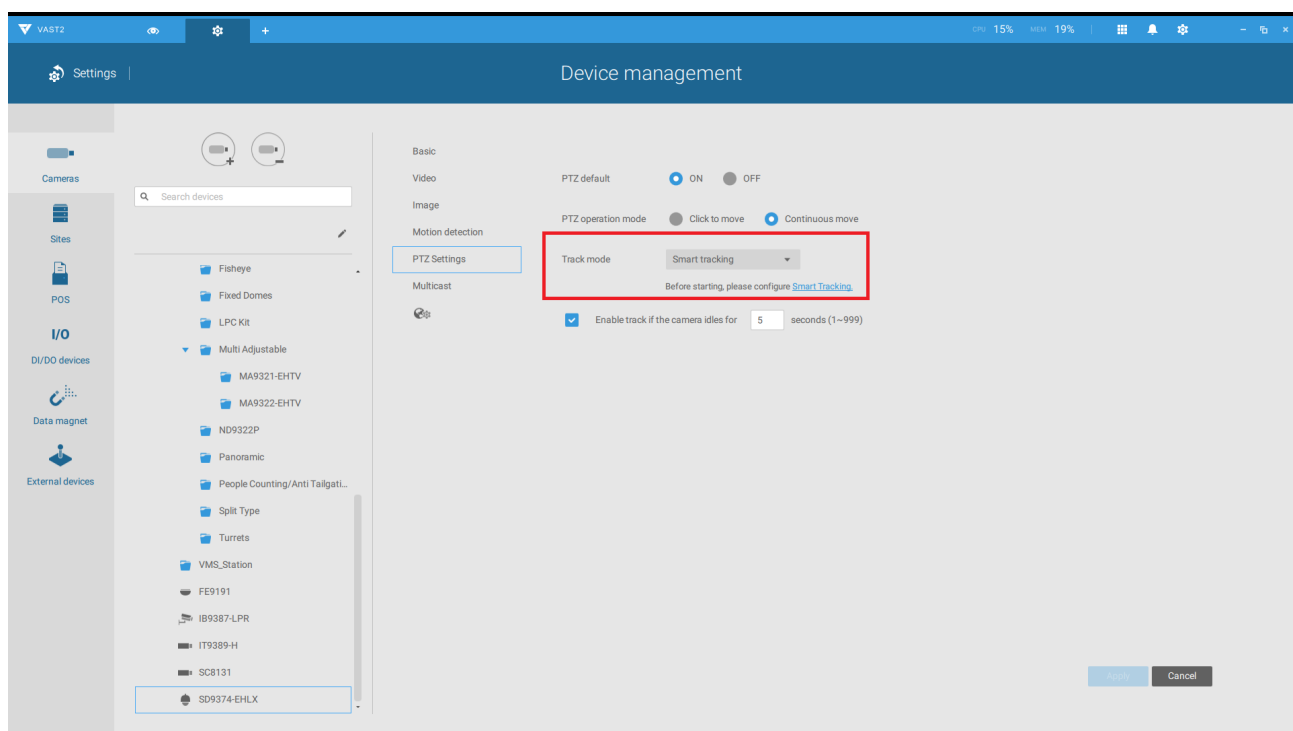 VAST2
+
CPU 15% MEM 19%
Settings
Device management
Cameras
Sites
POS
I/O
DI/DO devices
Data magnet
External devices
Search devices
Fisheye
Fixed Domes
LPC Kit
Multi Adjustable
MA9321-EHTV
MA9322-EHTV
ND9322P
Panoramic
People Counting/Anti Tailgati...
Split Type
Turrets
VMS_Station
FE9191
IB9387-LPR
IT9389-H
SC8131
SD9374-EHLX
Basic
Video
Image
Motion detection
PTZ Settings
Multicast
PTZ default ON OFF
PTZ operation mode Click to move Continuous move
Track mode Smart tracking
Before starting, please configure Smart Tracking.
Enable track if the camera idles for 5 seconds (1~999)
Apply Cancel